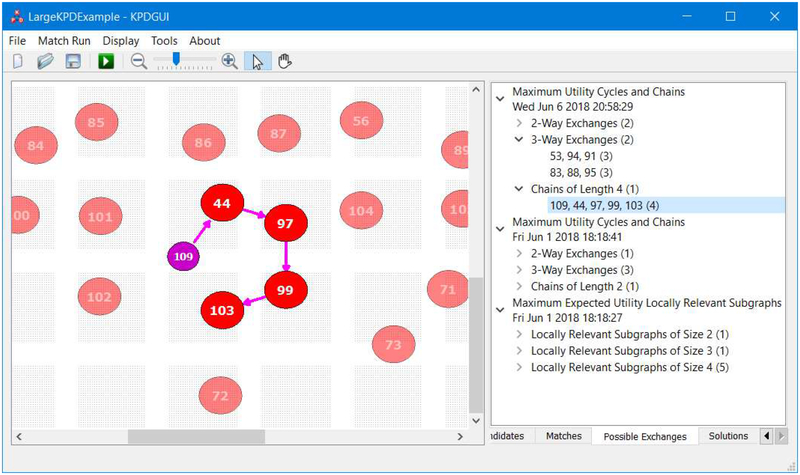 LargeKPDExample - KPDGUI
File Match Run Display Tools About
85
56
84
86
87
89
44
00
101
97
104
109
99
102
71
103
73
72
Maximum Utility Cycles and Chains
Wed Jun 6 2018 20:58:29
2-Way Exchanges (2)
3-Way Exchanges (2)
53, 94, 91 (3)
83, 88, 95 (3)
Chains of Length 4 (1)
109, 44, 97, 99, 103 (4)
Maximum Utility Cycles and Chains
Fri Jun 1 2018 18:18:41
2-Way Exchanges (1)
3-Way Exchanges (3)
Chains of Length 2 (1)
Maximum Expected Utility Locally Relevant Subgraphs
Fri Jun 1 2018 18:18:27
Locally Relevant Subgraphs of Size 2 (1)
Locally Relevant Subgraphs of Size 3 (1)
Locally Relevant Subgraphs of Size 4 (5)
ndidates Matches Possible Exchanges Solutions